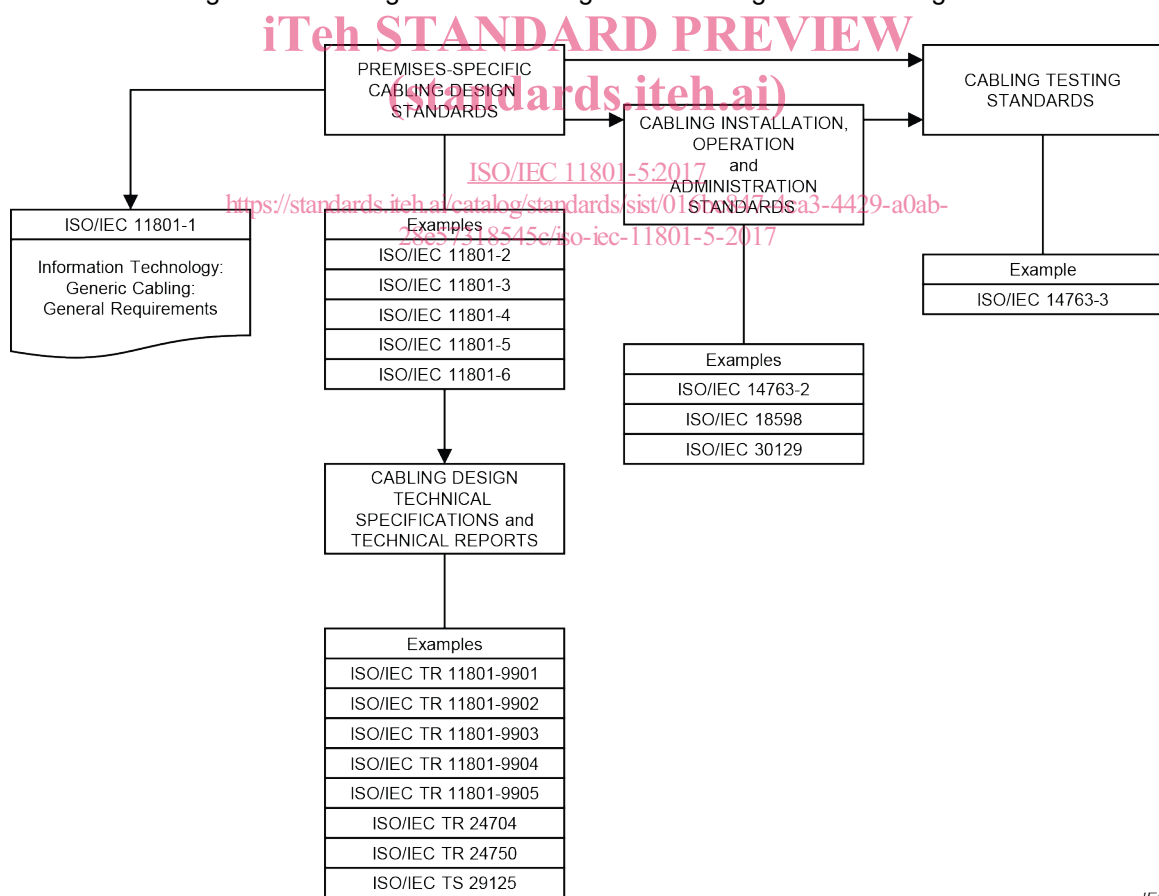 iTeh STANDARD PREVIEW
(standards.iteh.ai)
ISO/IEC 11801-5:2017
28e57318545c/iso-iec-11801-5-2017
PREMISES-SPECIFIC
CABLING DESIGN
STANDARDS
CABLING TESTING
STANDARDS
CABLING INSTALLATION,
OPERATION
and
ADMINISTRATION
STANDARDS
ISO/IEC 11801-1
Information Technology:
Generic Cabling:
General Requirements
Examples
ISO/IEC 11801-2
ISO/IEC 11801-3
ISO/IEC 11801-4
ISO/IEC 11801-5
ISO/IEC 11801-6
Example
ISO/IEC 14763-3
Examples
ISO/IEC 14763-2
ISO/IEC 18598
ISO/IEC 30129
CABLING DESIGN
TECHNICAL
SPECIFICATIONS and
TECHNICAL REPORTS
Examples
ISO/IEC TR 11801-9901
ISO/IEC TR 11801-9902
ISO/IEC TR 11801-9903
ISO/IEC TR 11801-9904
ISO/IEC TR 11801-9905
ISO/IEC TR 24704
ISO/IEC TR 24750
ISO/IEC TS 29125